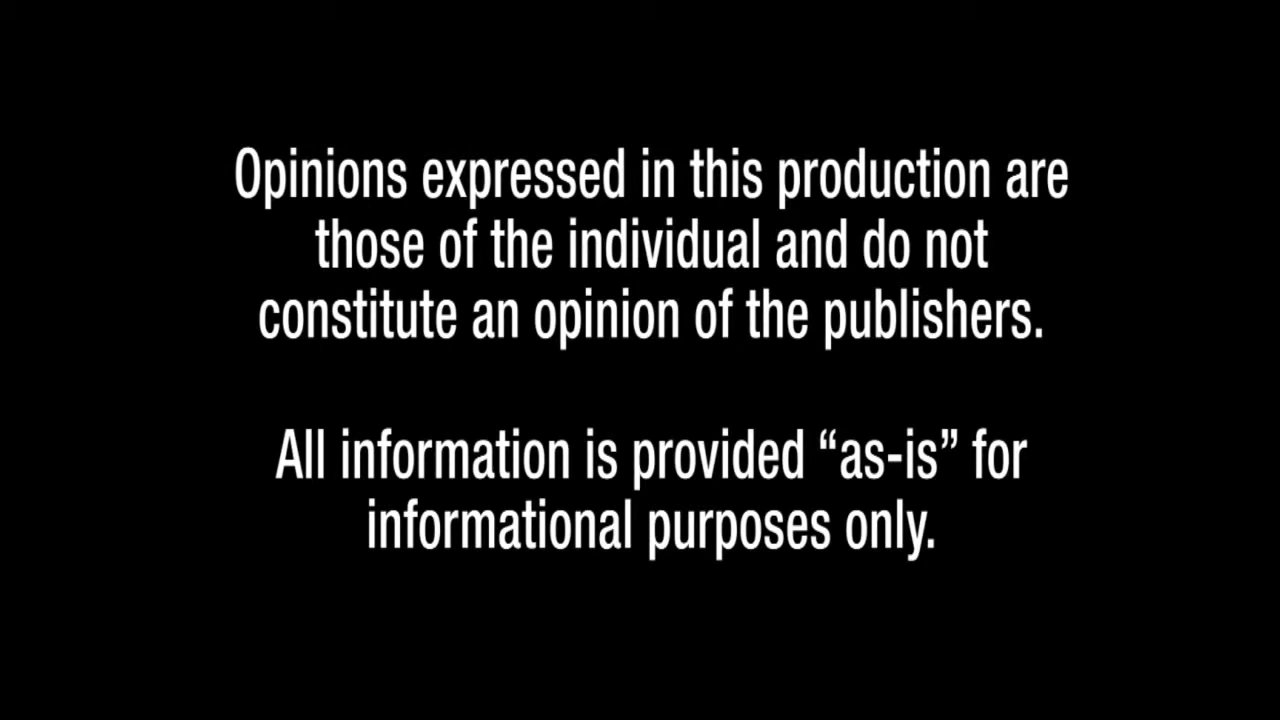 Opinions expressed in this production are
those of the individual and do not
constitute an opinion of the publishers.
All information is provided “as-is” for
informational purposes only.